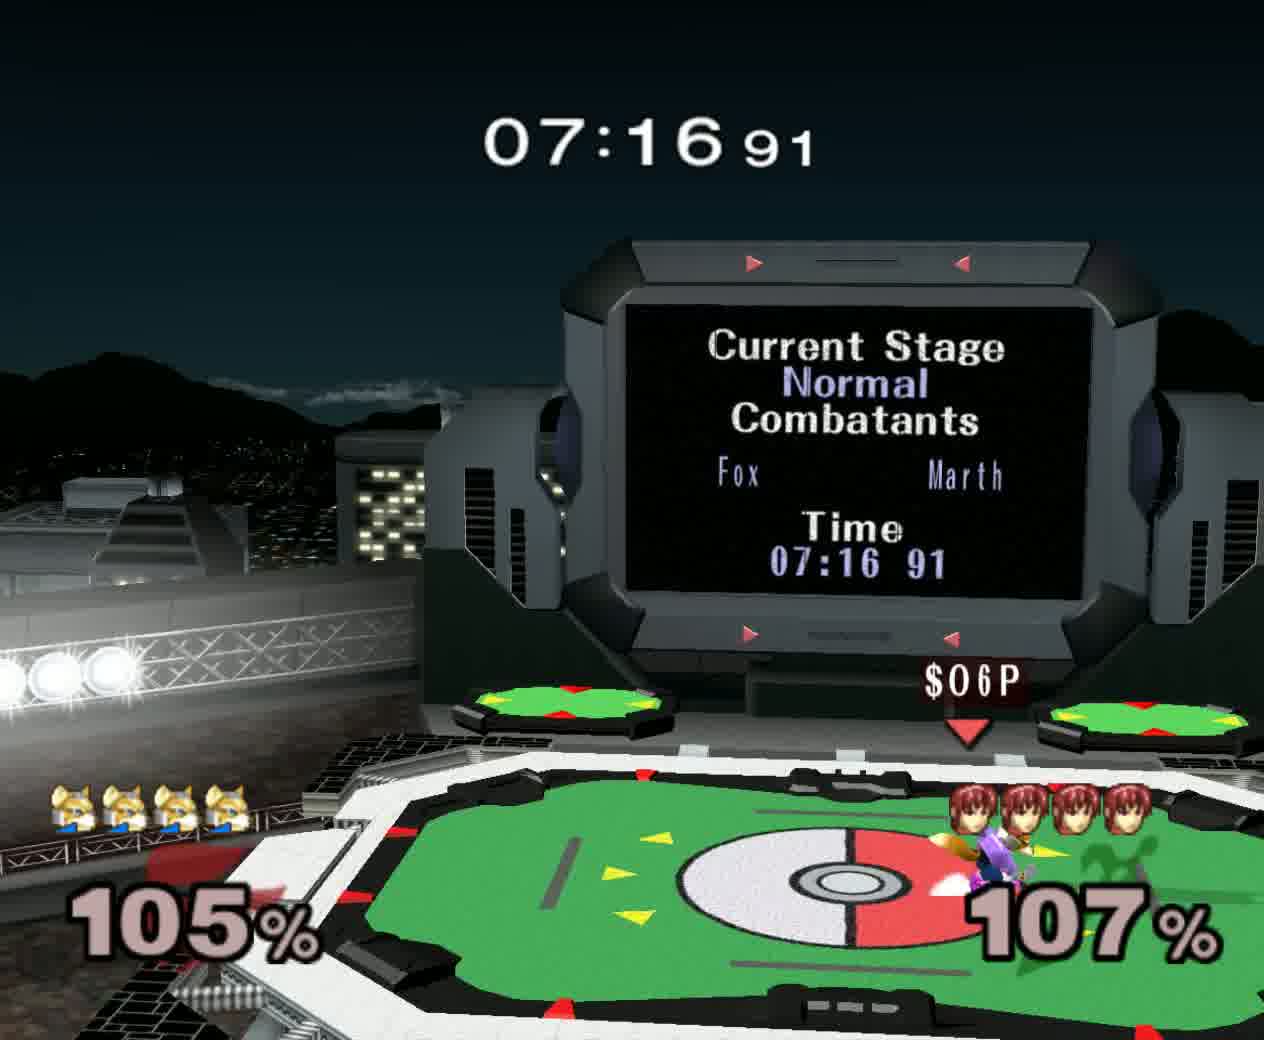 07:16 91
Current Stage
Normal
Combatants
Fox Marth
Time
07:16 91
$06P
105%
107%